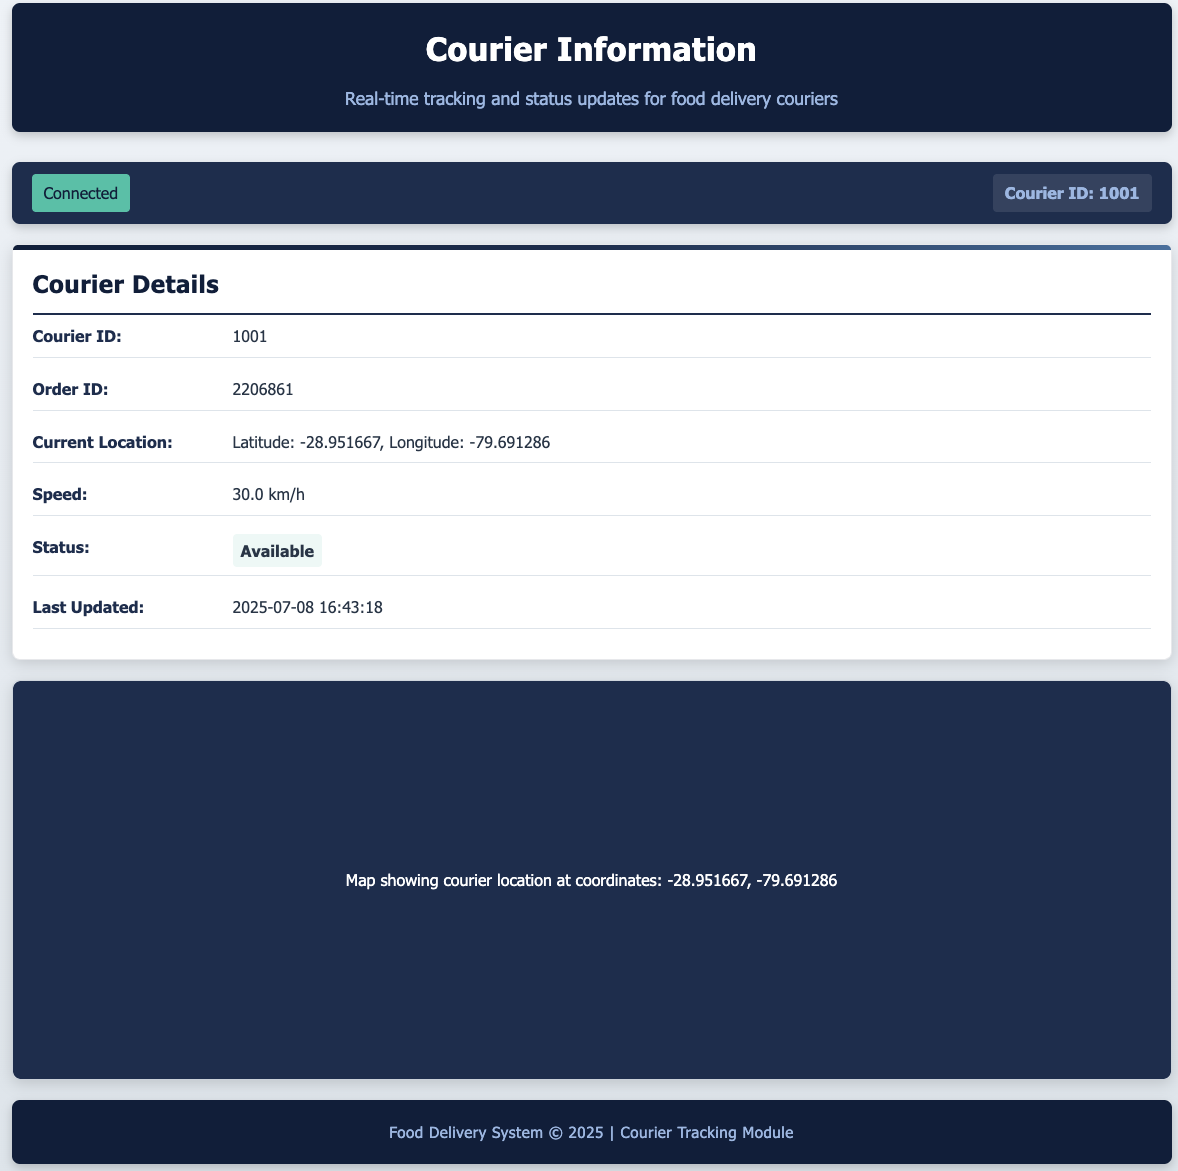 Courier Information
Real-time tracking and status updates for food delivery couriers
Connected
Courier ID: 1001
Courier Details
Courier ID: 1001
Order ID: 2206861
Current Location: Latitude: -28.951667, Longitude: -79.691286
Speed: 30.0 km/h
Status: Available
Last Updated: 2025-07-08 16:43:18
Map showing courier location at coordinates: -28.951667, -79.691286
Food Delivery System © 2025 | Courier Tracking Module